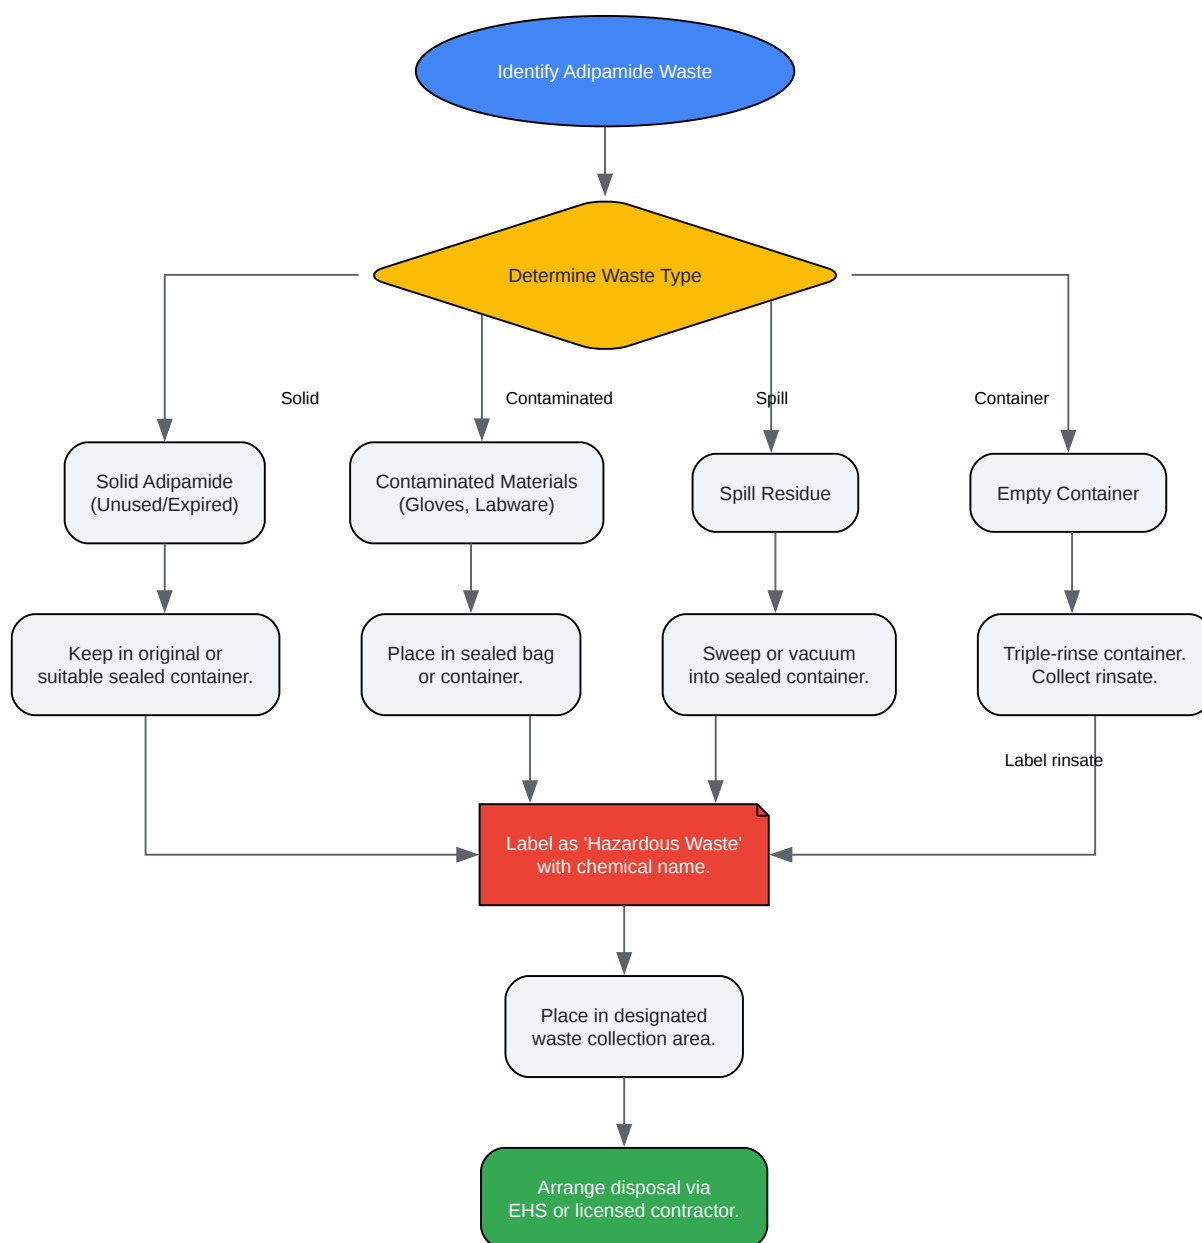 Identify Adipamide Waste
Determine Waste Type
Solid
Contaminated
Spill
Container
Solid Adipamide
(Unused/Expired)
Contaminated Materials
(Gloves, Labware)
Spill Residue
Empty Container
Keep in original or
suitable sealed container.
Place in sealed bag
or container.
Sweep or vacuum
into sealed container.
Triple-rinse container.
Collect rinsate.
Label rinsate
Label as 'Hazardous Waste'
with chemical name.
Place in designated
waste collection area.
Arrange disposal via
EHS or licensed contractor.